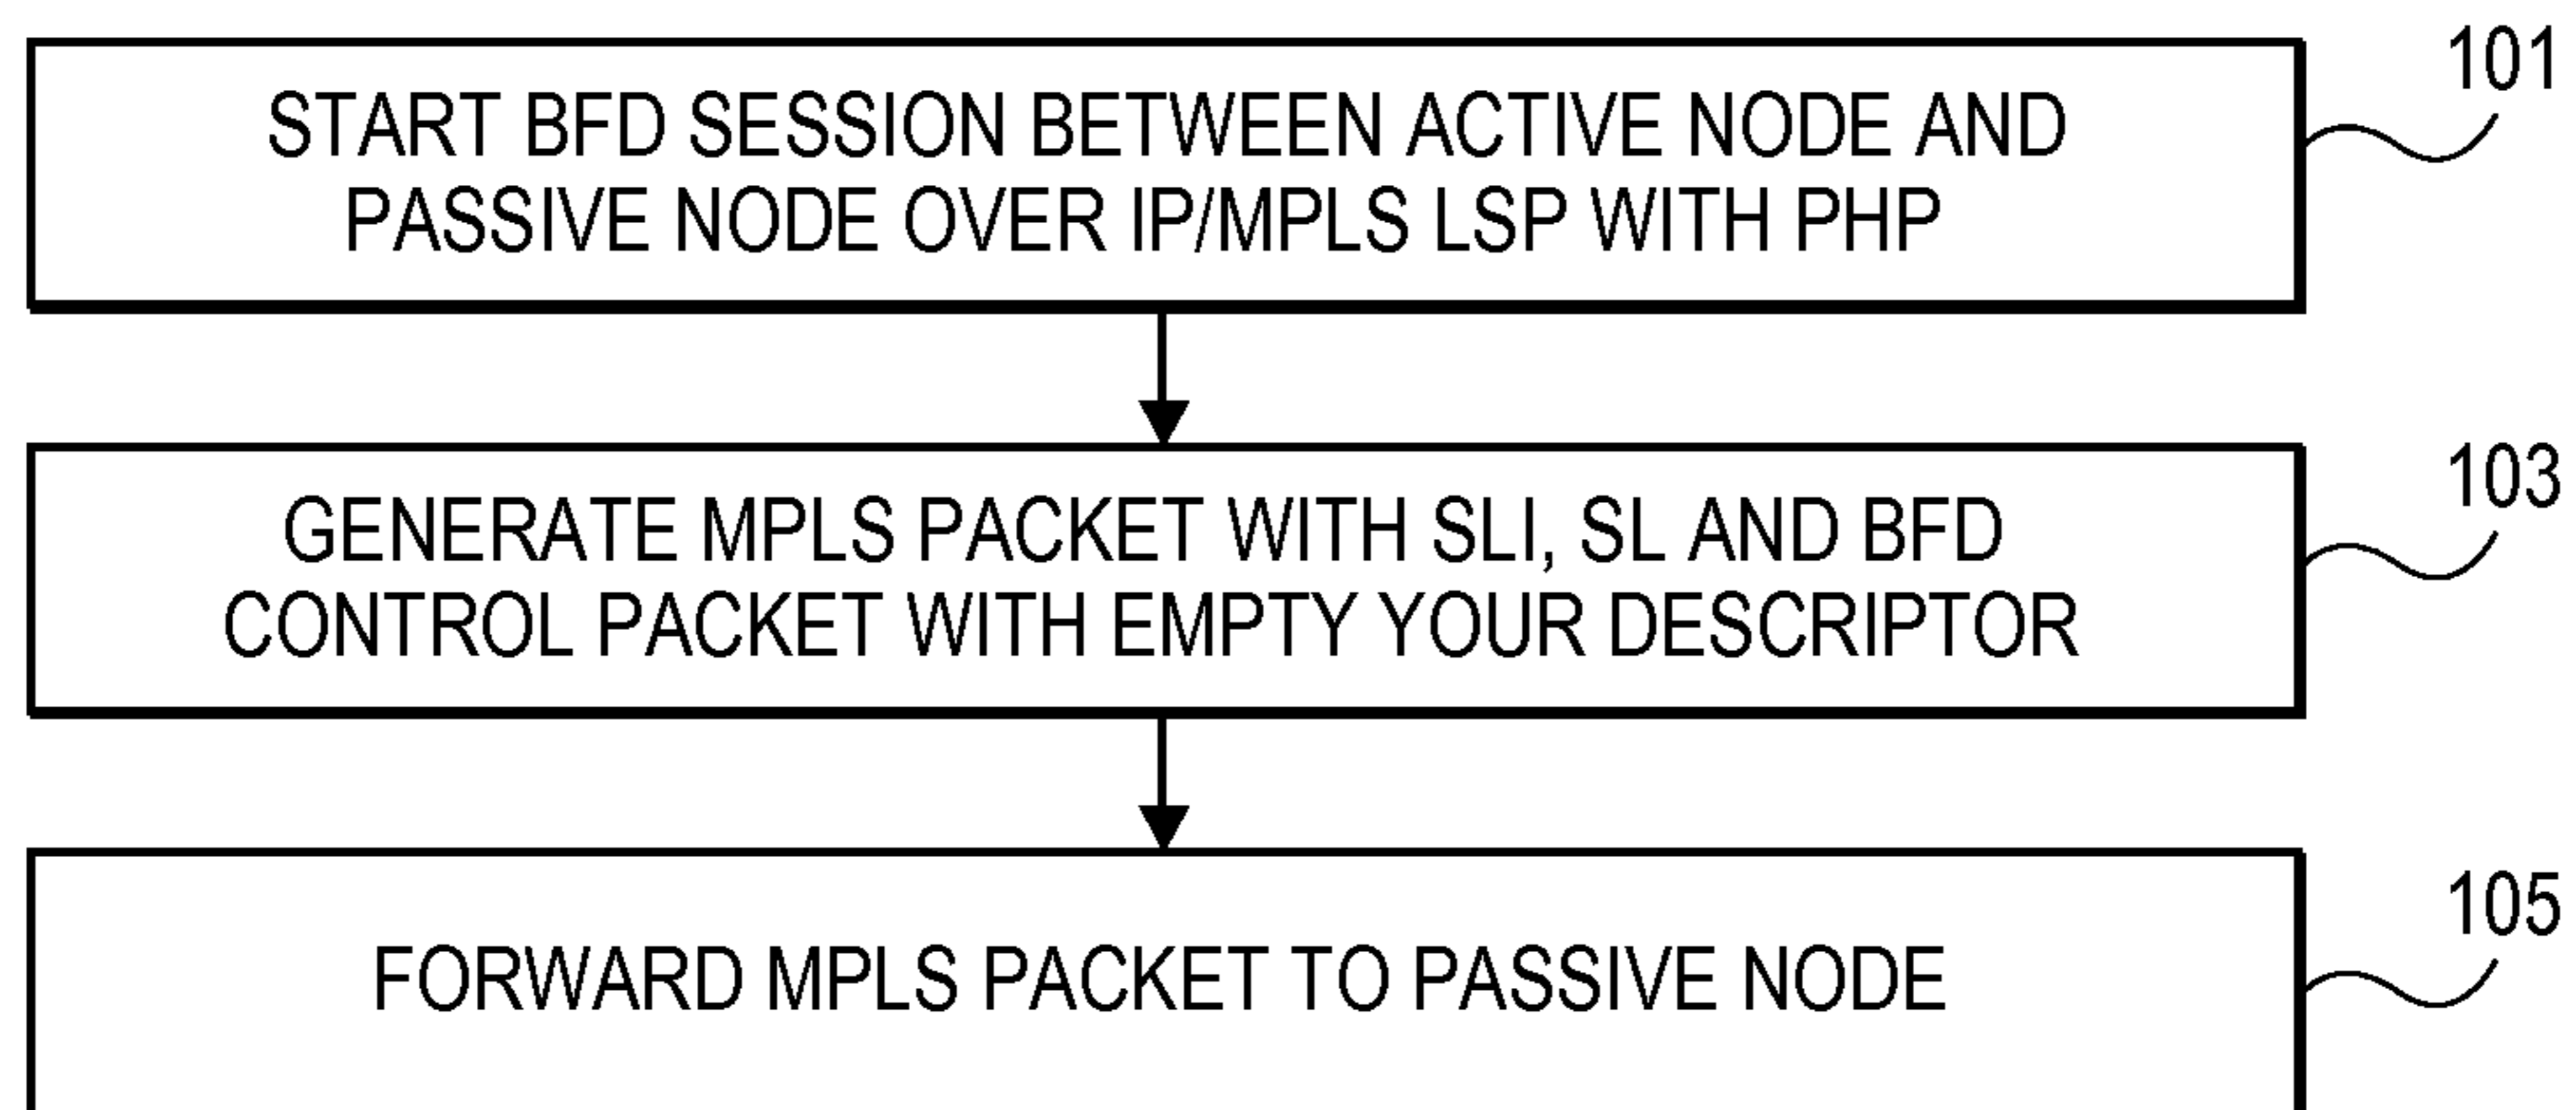 START BFD SESSION BETWEEN ACTIVE NODE AND
PASSIVE NODE OVER IP/MPLS LSP WITH PHP
101
GENERATE MPLS PACKET WITH SLI, SL AND BFD
CONTROL PACKET WITH EMPTY YOUR DESCRIPTOR
103
FORWARD MPLS PACKET TO PASSIVE NODE
105